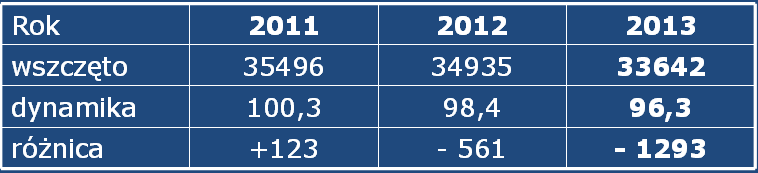 Rok 2011 2012 2013
wszczęto 35496 34935 33642
dynamika 100,3 98,4 96,3
różnica +123 - 561 - 1293